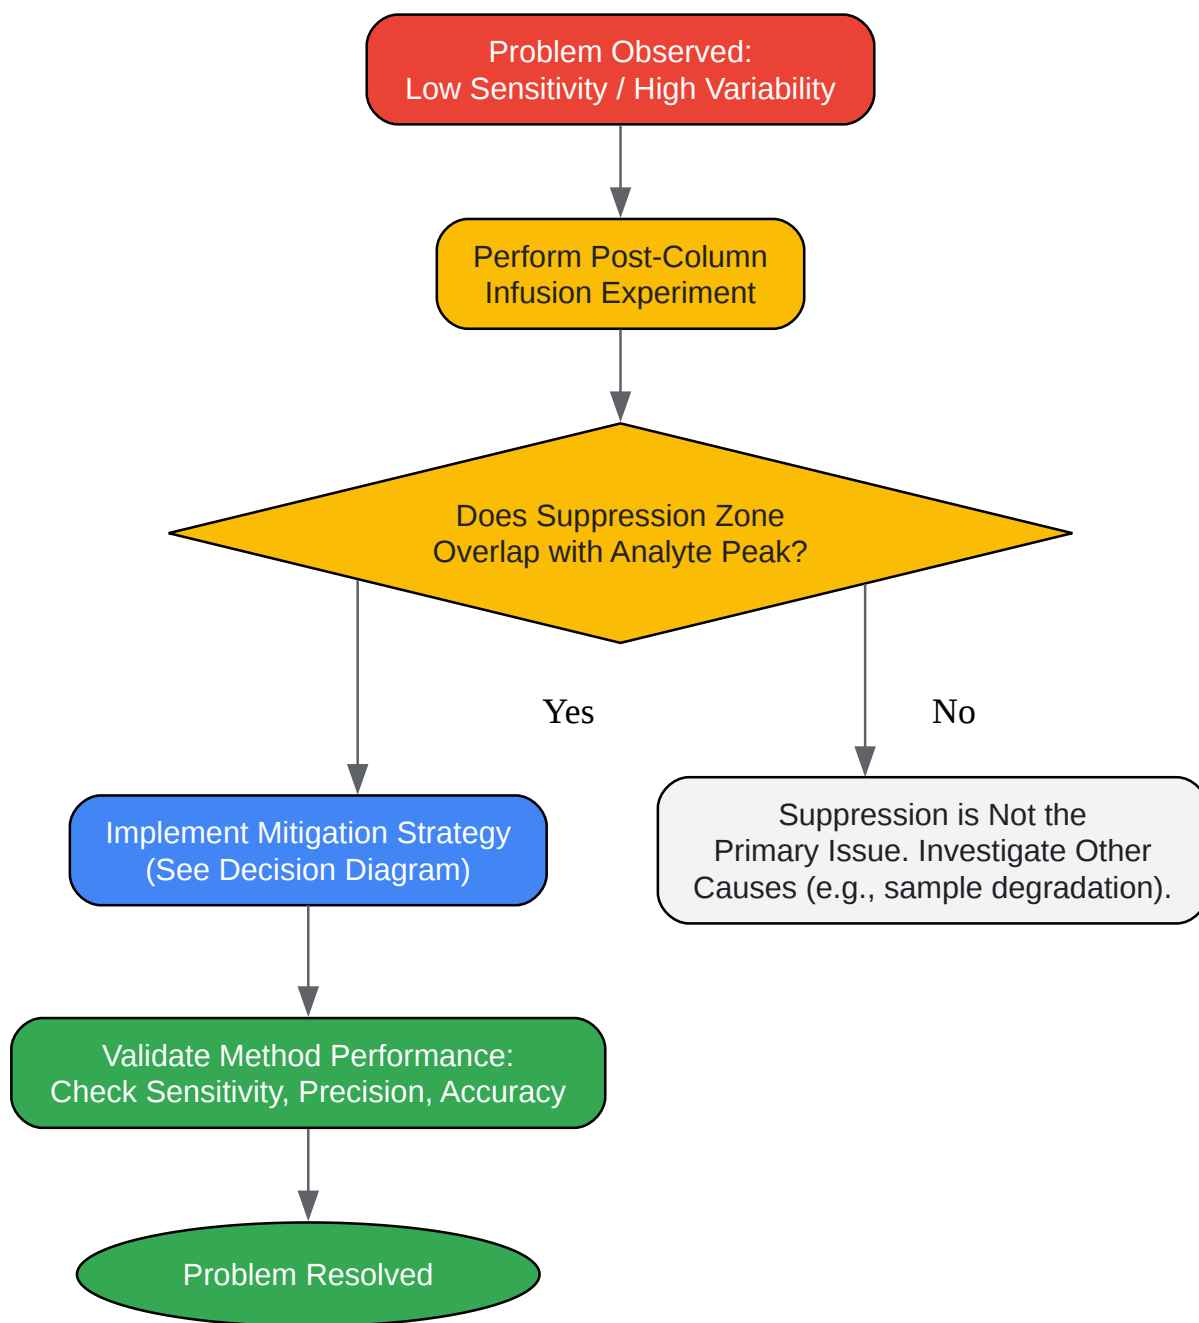 Problem Observed:
Low Sensitivity / High Variability
Perform Post-Column
Infusion Experiment
Does Suppression Zone
Overlap with Analyte Peak?
Yes
No
Implement Mitigation Strategy
(See Decision Diagram)
Suppression is Not the
Primary Issue. Investigate Other
Causes (e.g., sample degradation).
Validate Method Performance:
Check Sensitivity, Precision, Accuracy
Problem Resolved